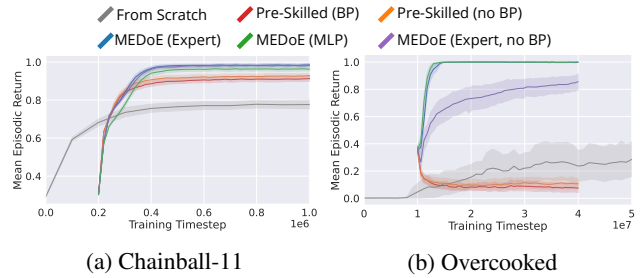 From Scratch Pre-Skilled (BP) Pre-Skilled (no BP)
MEDoE (Expert) MEDoE (MLP) MEDoE (Expert, no BP)
Mean Episodic Return
1.0
0.8
0.6
0.4
0.0 0.2 0.4 0.6 0.8 1.0
Training Timestep 1e6
(a) Chainball-11
Mean Episodic Return
1.0
0.8
0.6
0.4
0.2
0.0
0 1 2 3 4 5
Training Timestep 1e7
(b) Overcooked